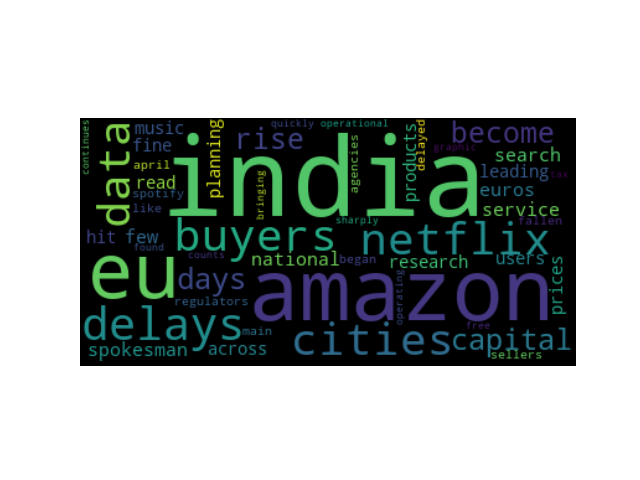 continues
data
music
fine
april
read
spotify
like
planning
rise
quickly
operational
bringing
agencies
products
delayed
become
graphic
search
leading
tax
euros
service
fallen
india
sharply
hit
few
found
buyers
netflix
users
counts
national
began
research
eu
days
amazon
operating
prices
regulators
delays
main
cities
free
capital
spokesman
across
sellers